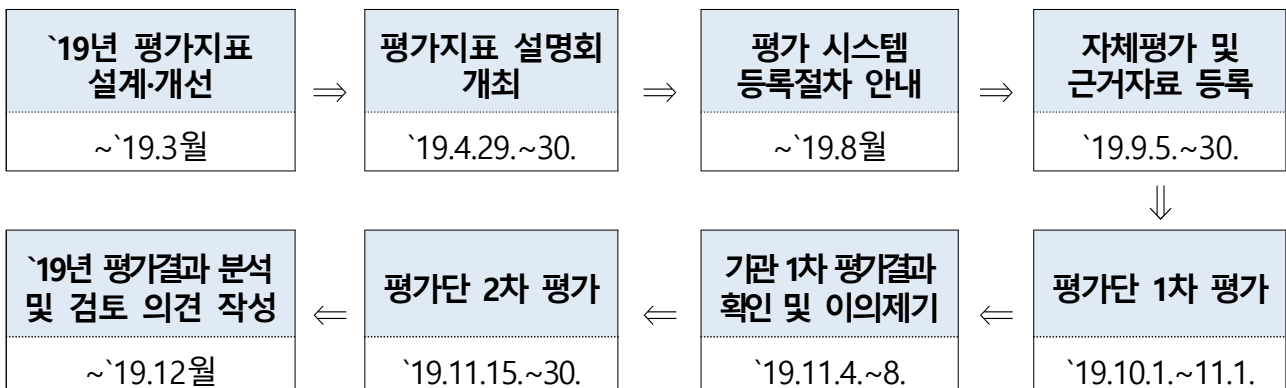 `19년 평가지표
설계·개선
~`19.3월
⇒
평가지표 설명회
개최
`19.4.29.~30.
⇒
평가 시스템
등록절차 안내
~`19.8월
⇒
자체평가 및
근거자료 등록
`19.9.5.~30.
⇓
평가단 1차 평가
`19.10.1.~11.1.
⇐
기관 1차 평가결과
확인 및 이의제기
`19.11.4.~8.
⇐
평가단 2차 평가
`19.11.15.~30.
⇐
`19년 평가결과 분석
및 검토 의견 작성
~`19.12월